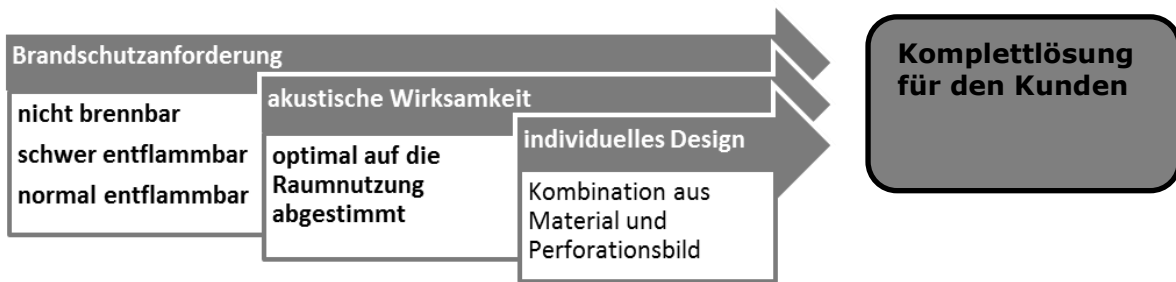 Brandschutzanforderung
nicht brennbar
schwer entflammbar
normal entflammbar
akustische Wirksamkeit
optimal auf die
Raumnutzung
abgestimmt
individuelles Design
Kombination aus
Material und
Perforationsbild
Komplettlösung
für den Kunden